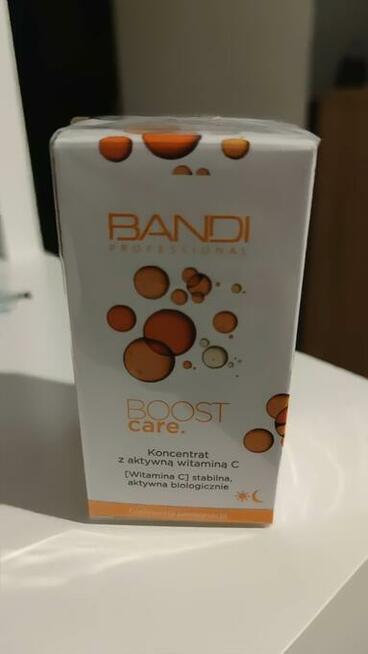 BANDI
PROFESSIONAL
BOOST
care.
Koncentrat
z aktywną witaminą C
[Witamina C] stabilna,
aktywna biologicznie